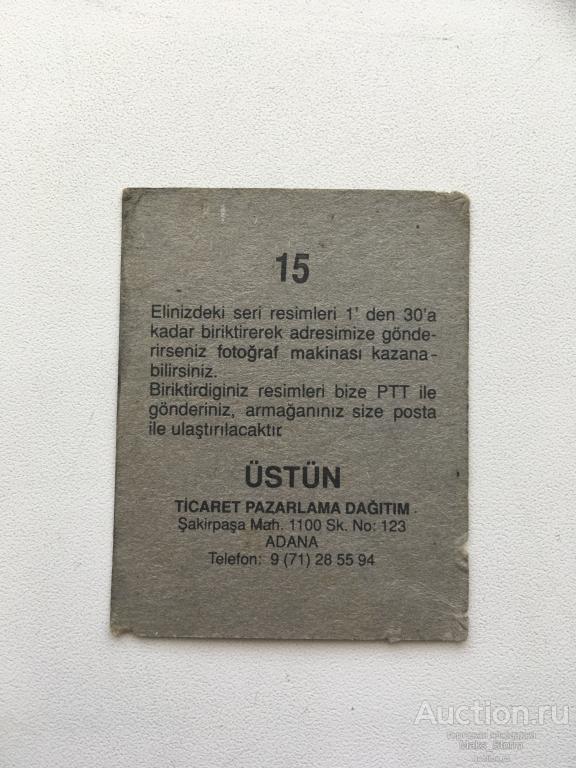 15
Elinizdeki seri resimleri 1' den 30'a
kadar biriktirerek adresimize gönde-
rirseniz fotoğraf makinası kazana-
bilirsiniz.
Biriktirdiginiz resimleri bize PTT ile
gönderiniz, armağanınız size posta
ile ulaştırılacaktır.
ÜSTÜN
TİCARET PAZARLAMA DAĞITIM
Şakirpaşa Mah. 1100 Sk. No: 123
ADANA
Telefon: 9 (71) 28 55 94
Auction.ru